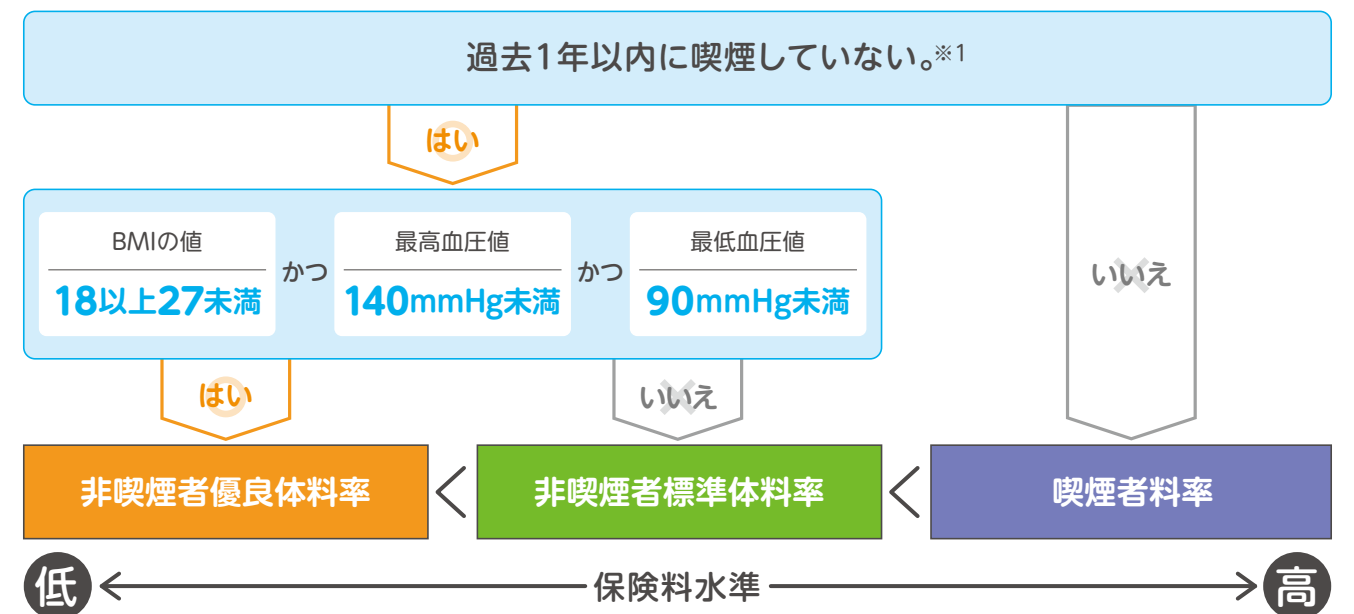 過去1年以内に喫煙していない。※1
はい
いいえ
BMIの値
18以上27未満
かつ
最高血圧値
140mmHg未満
かつ
最低血圧値
90mmHg未満
はい
いいえ
非喫煙者優良体料率
<
非喫煙者標準体料率
<
喫煙者料率
低
保険料水準
高